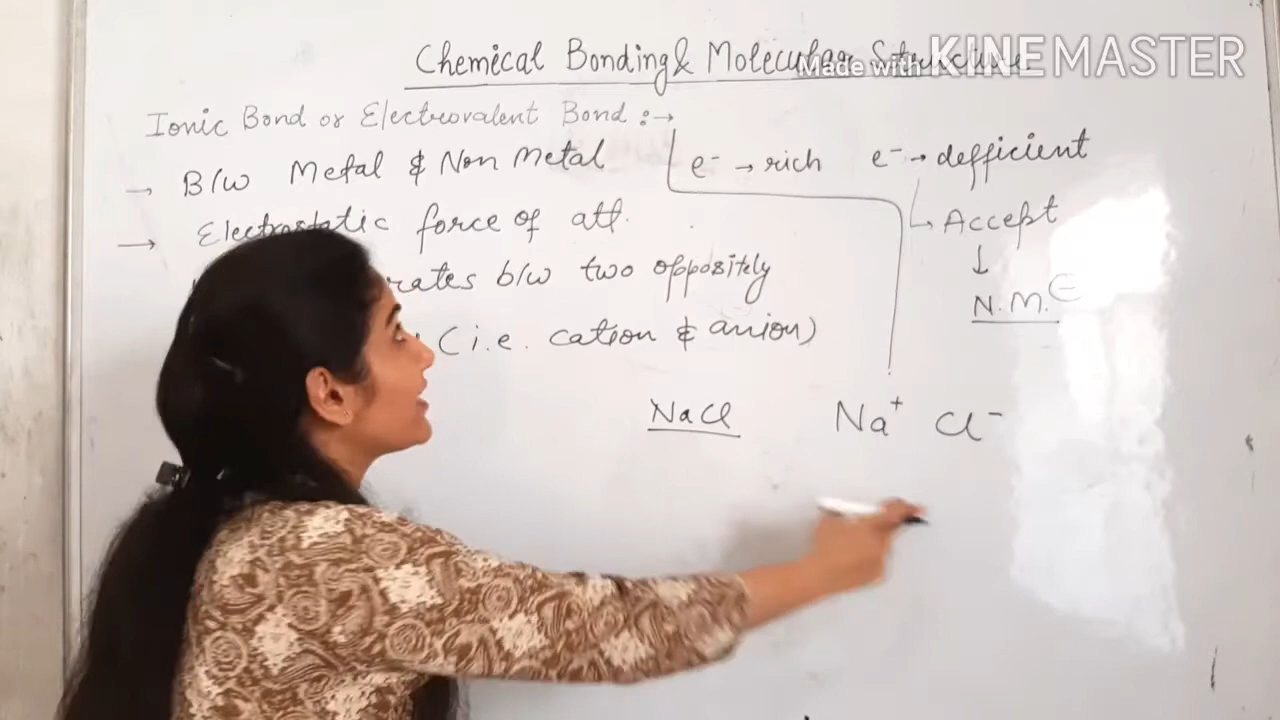 Chemical Bonding & Molecular Structure
Made with KINEMASTER
Ionic Bond or Electrovalent Bond :→
→ B/w Metal & Non Metal
→ Electrostatic force of att.
rates b/w two oppositely
(i.e. cation & anion)
e⁻ → rich
e⁻ → defficient
↳ Accept
↓
N.M.⊖
NaCl
Na⁺ Cl⁻